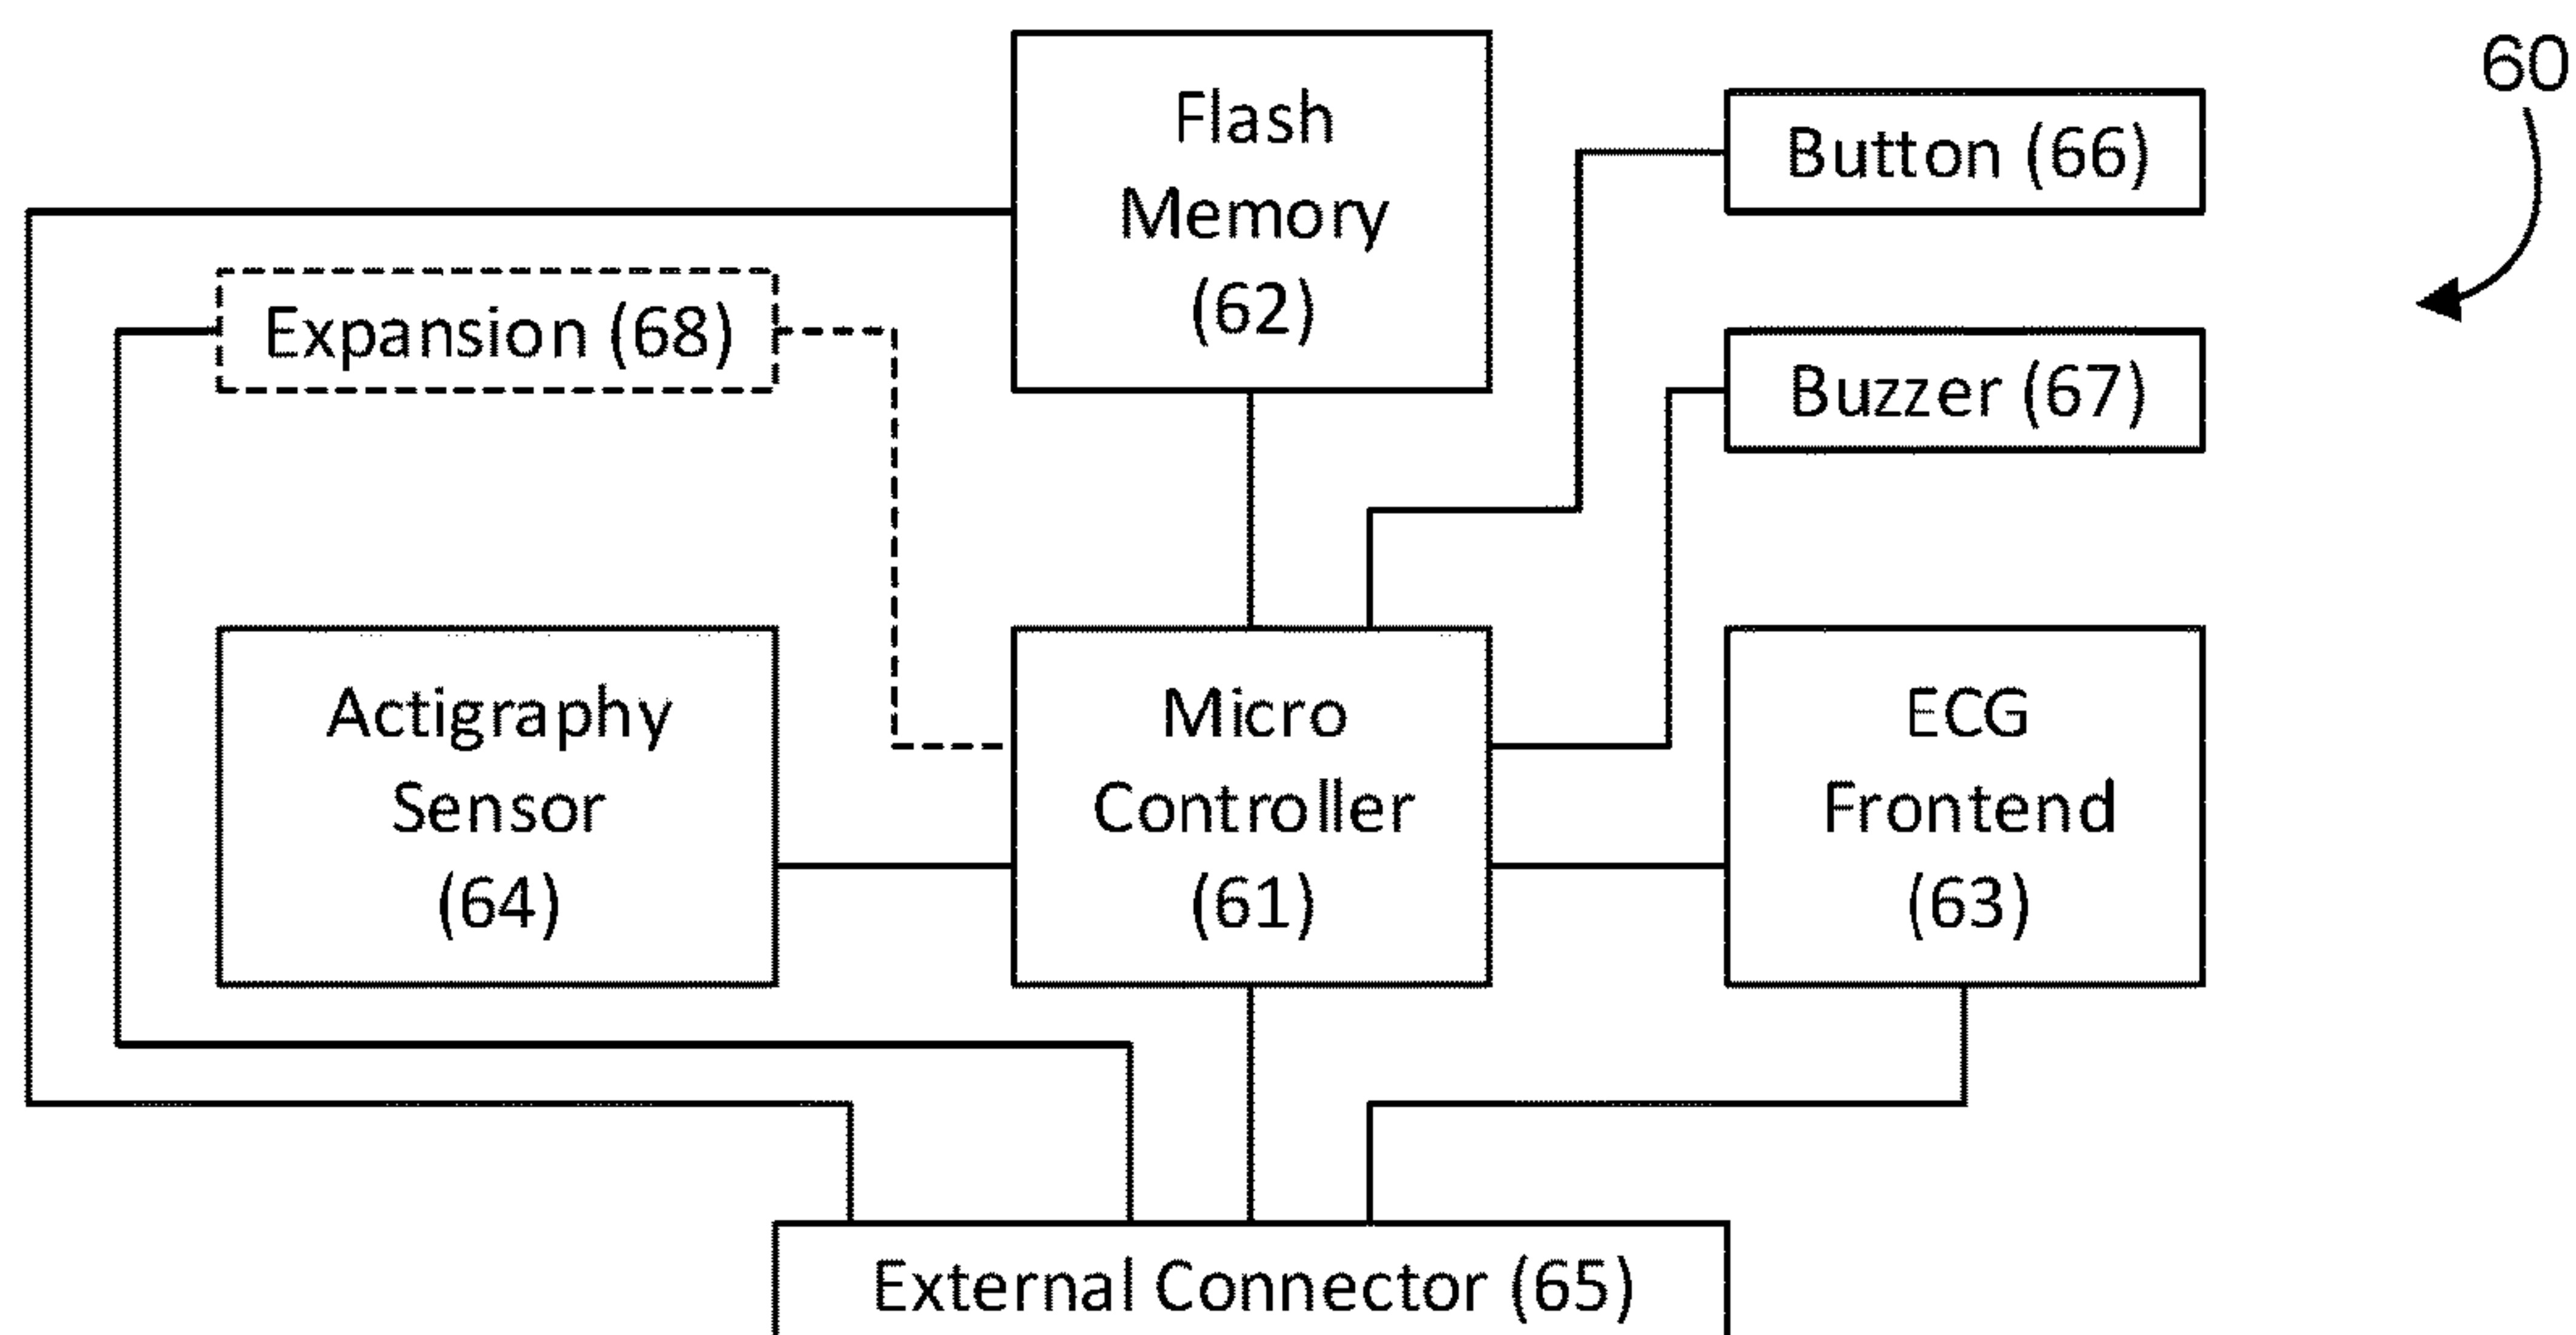 Flash
Memory
(62)
Button (66)
60
Expansion (68)
Buzzer (67)
Actigraphy
Sensor
(64)
Micro
Controller
(61)
ECG
Frontend
(63)
External Connector (65)